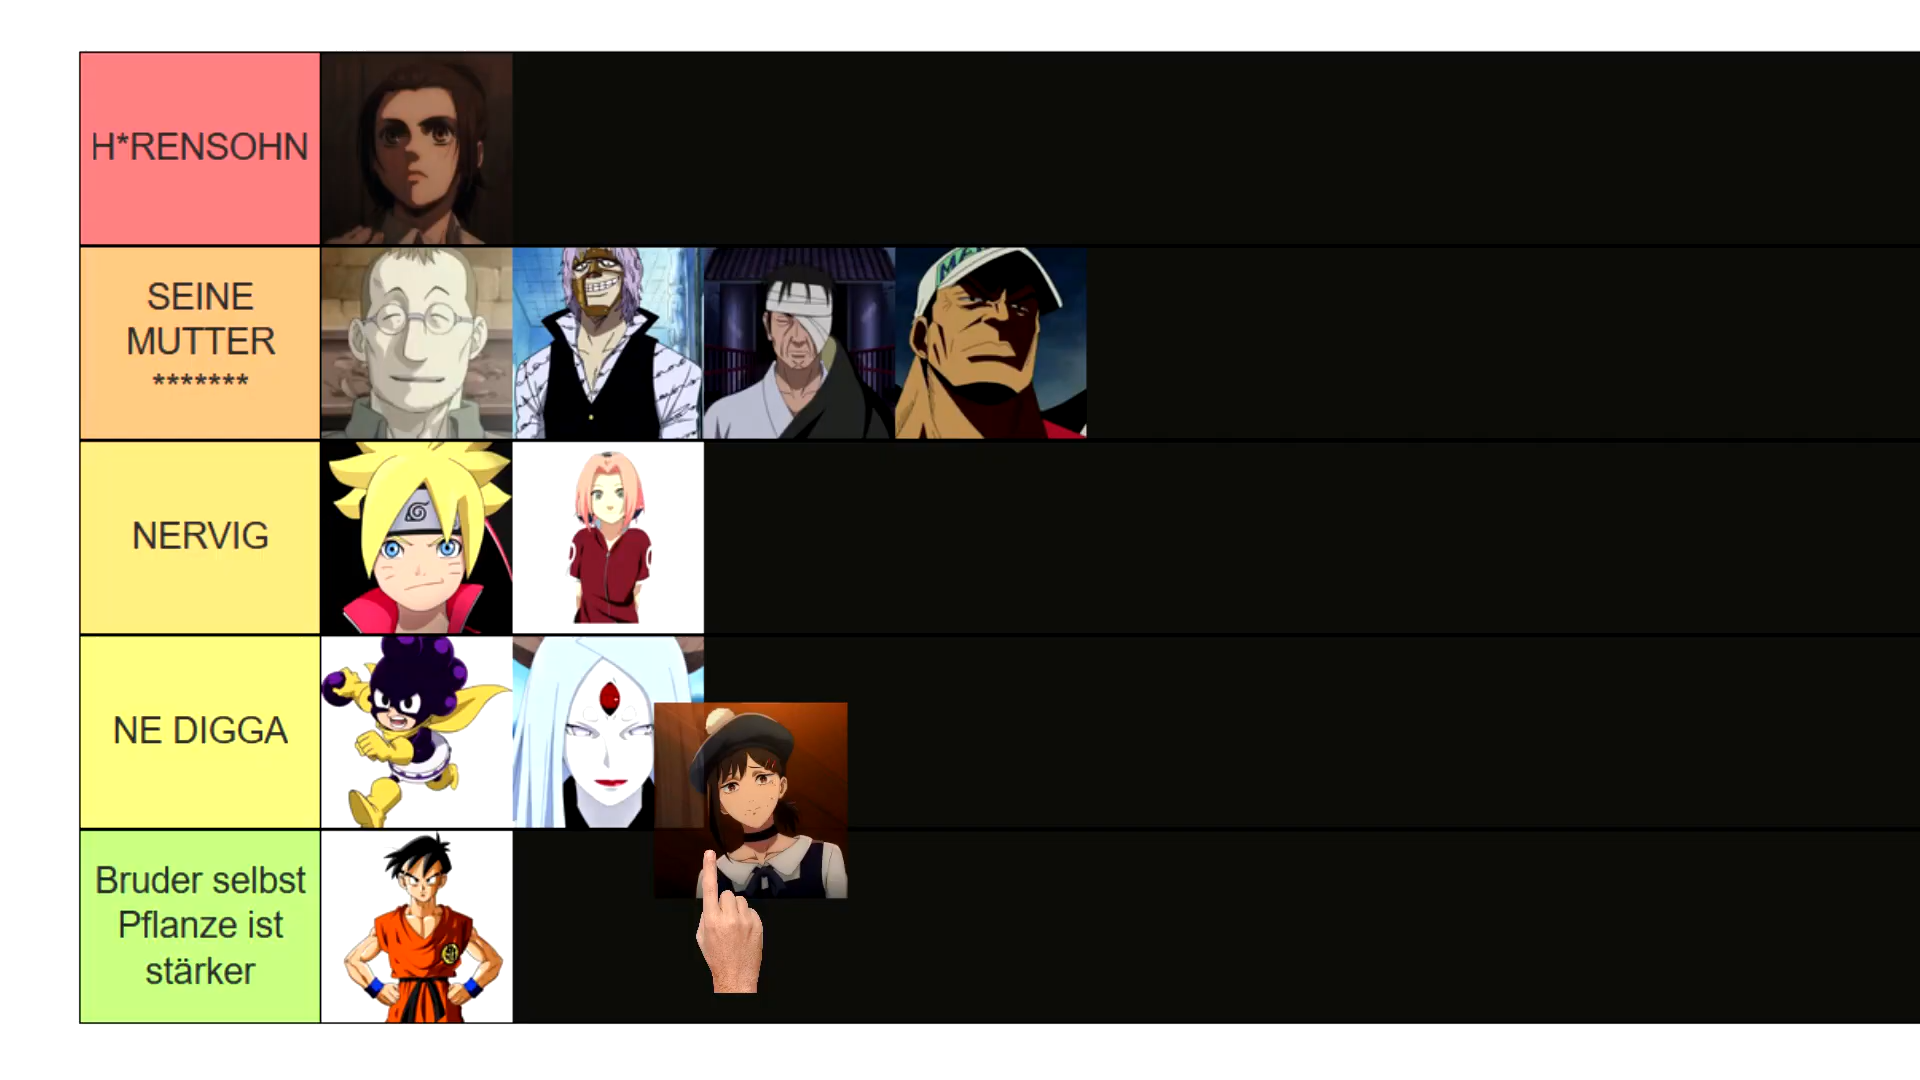 H*RENSOHN
SEINE
MUTTER
*******
NERVIG
NE DIGGA
Bruder selbst
Pflanze ist
stärker